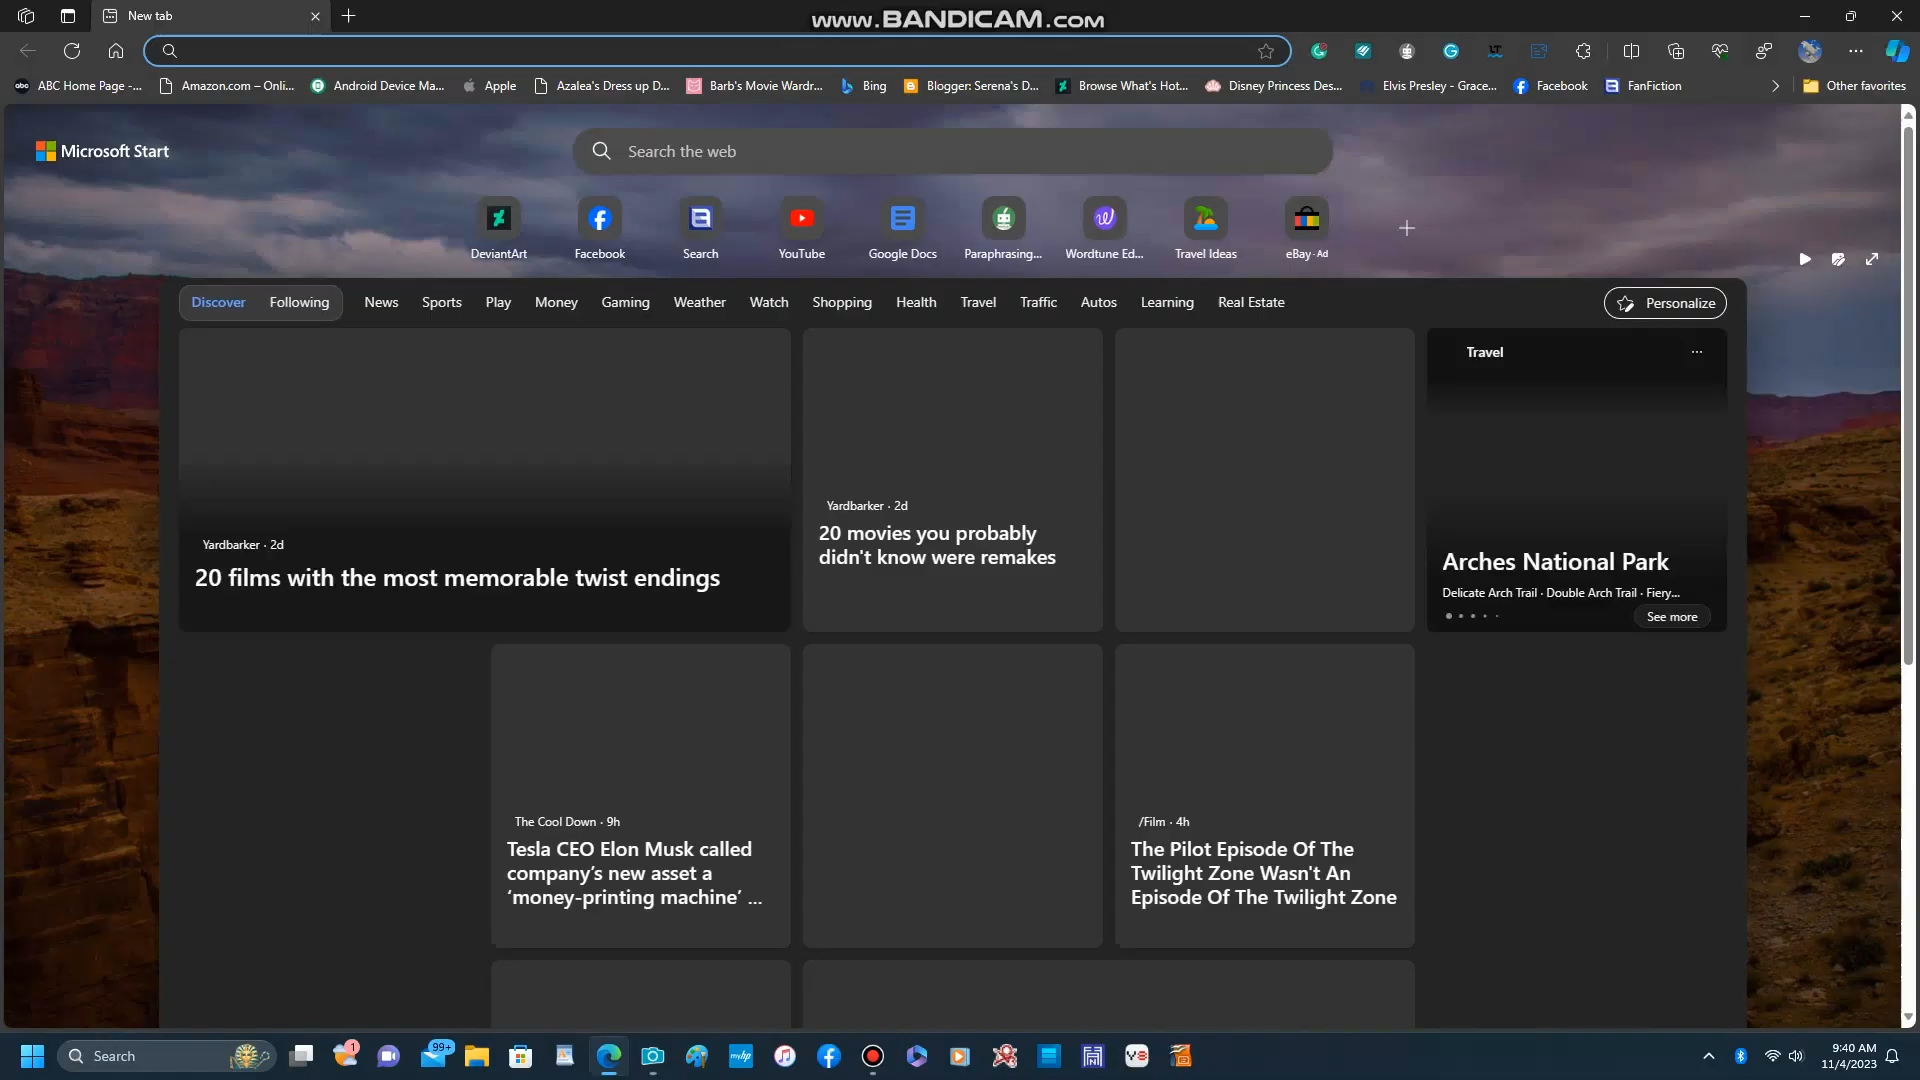 New tab
www.BANDICAM.com
ABC Home Page -...
Amazon.com – Onli...
Android Device Ma...
Apple
Azalea's Dress up D...
Barb's Movie Wardr...
Bing
Blogger: Serena's D...
Browse What's Hot...
Disney Princess Des...
Elvis Presley - Grace...
Facebook
FanFiction
Other favorites
Microsoft Start
Search the web
DeviantArt
Facebook
Search
YouTube
Google Docs
Paraphrasing...
Wordtune Ed...
Travel Ideas
eBay · Ad
Discover
Following
News
Sports
Play
Money
Gaming
Weather
Watch
Shopping
Health
Travel
Traffic
Autos
Learning
Real Estate
Personalize
Yardbarker · 2d
20 films with the most memorable twist endings
Yardbarker · 2d
20 movies you probably
didn't know were remakes
Travel
...
Arches National Park
Delicate Arch Trail · Double Arch Trail · Fiery...
See more
The Cool Down · 9h
Tesla CEO Elon Musk called
company’s new asset a
‘money-printing machine’ ...
/Film · 4h
The Pilot Episode Of The
Twilight Zone Wasn't An
Episode Of The Twilight Zone
Search
1
99+
myhp
9:40 AM
11/4/2023